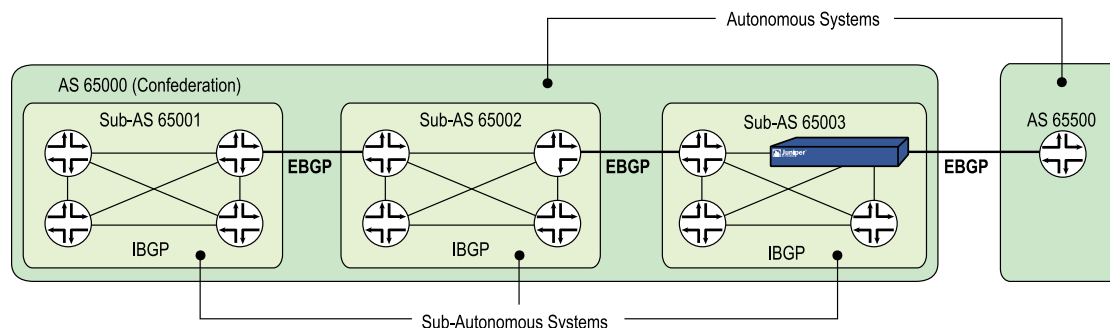 Autonomous Systems
AS 65000 (Confederation)
Sub-AS 65001
Sub-AS 65002
Sub-AS 65003
AS 65500
Juniper
EBGP
EBGP
EBGP
IBGP
IBGP
IBGP
Sub-Autonomous Systems